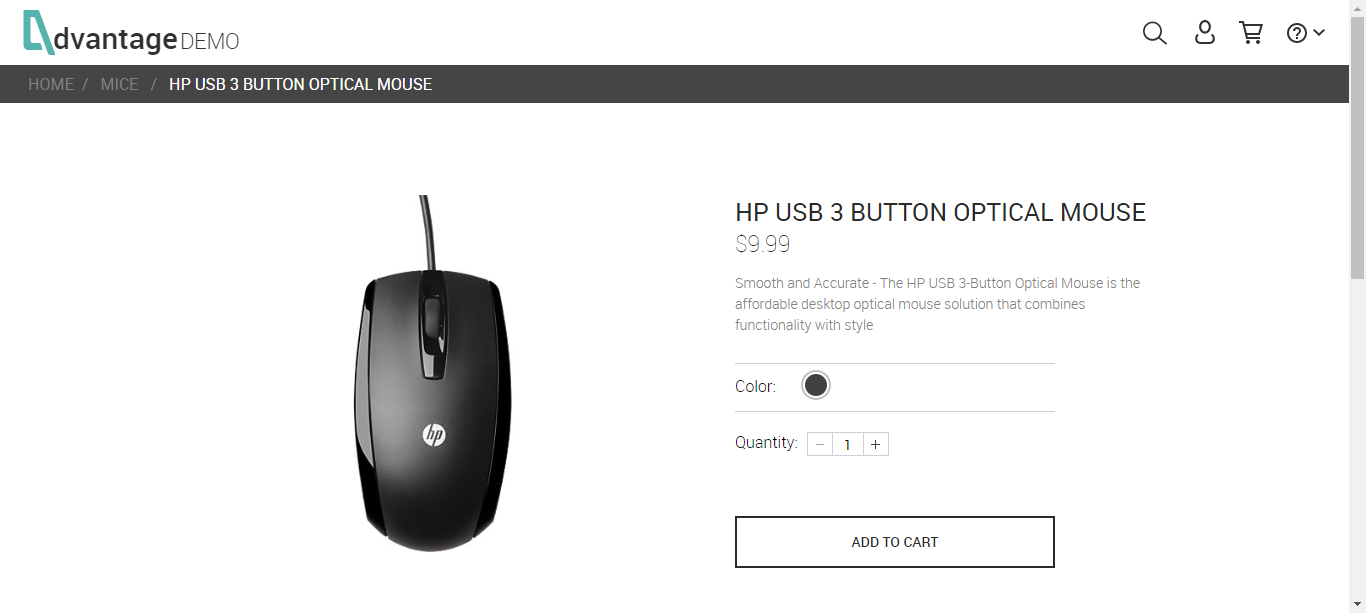 dvantage DEMO
HOME / MICE / HP USB 3 BUTTON OPTICAL MOUSE
HP USB 3 BUTTON OPTICAL MOUSE
$9.99
Smooth and Accurate - The HP USB 3-Button Optical Mouse is the
affordable desktop optical mouse solution that combines
functionality with style
Color:
hp
Quantity: − 1 +
ADD TO CART